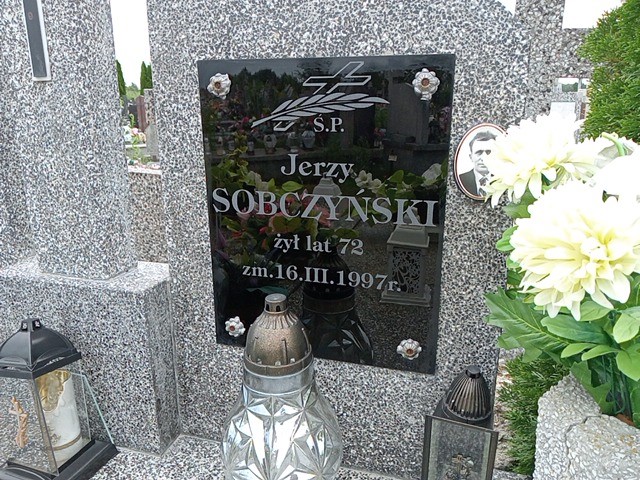 Ś.P.
Jerzy
SOBCZYŃSKI
żył lat 72
zm.16.III.1997r.